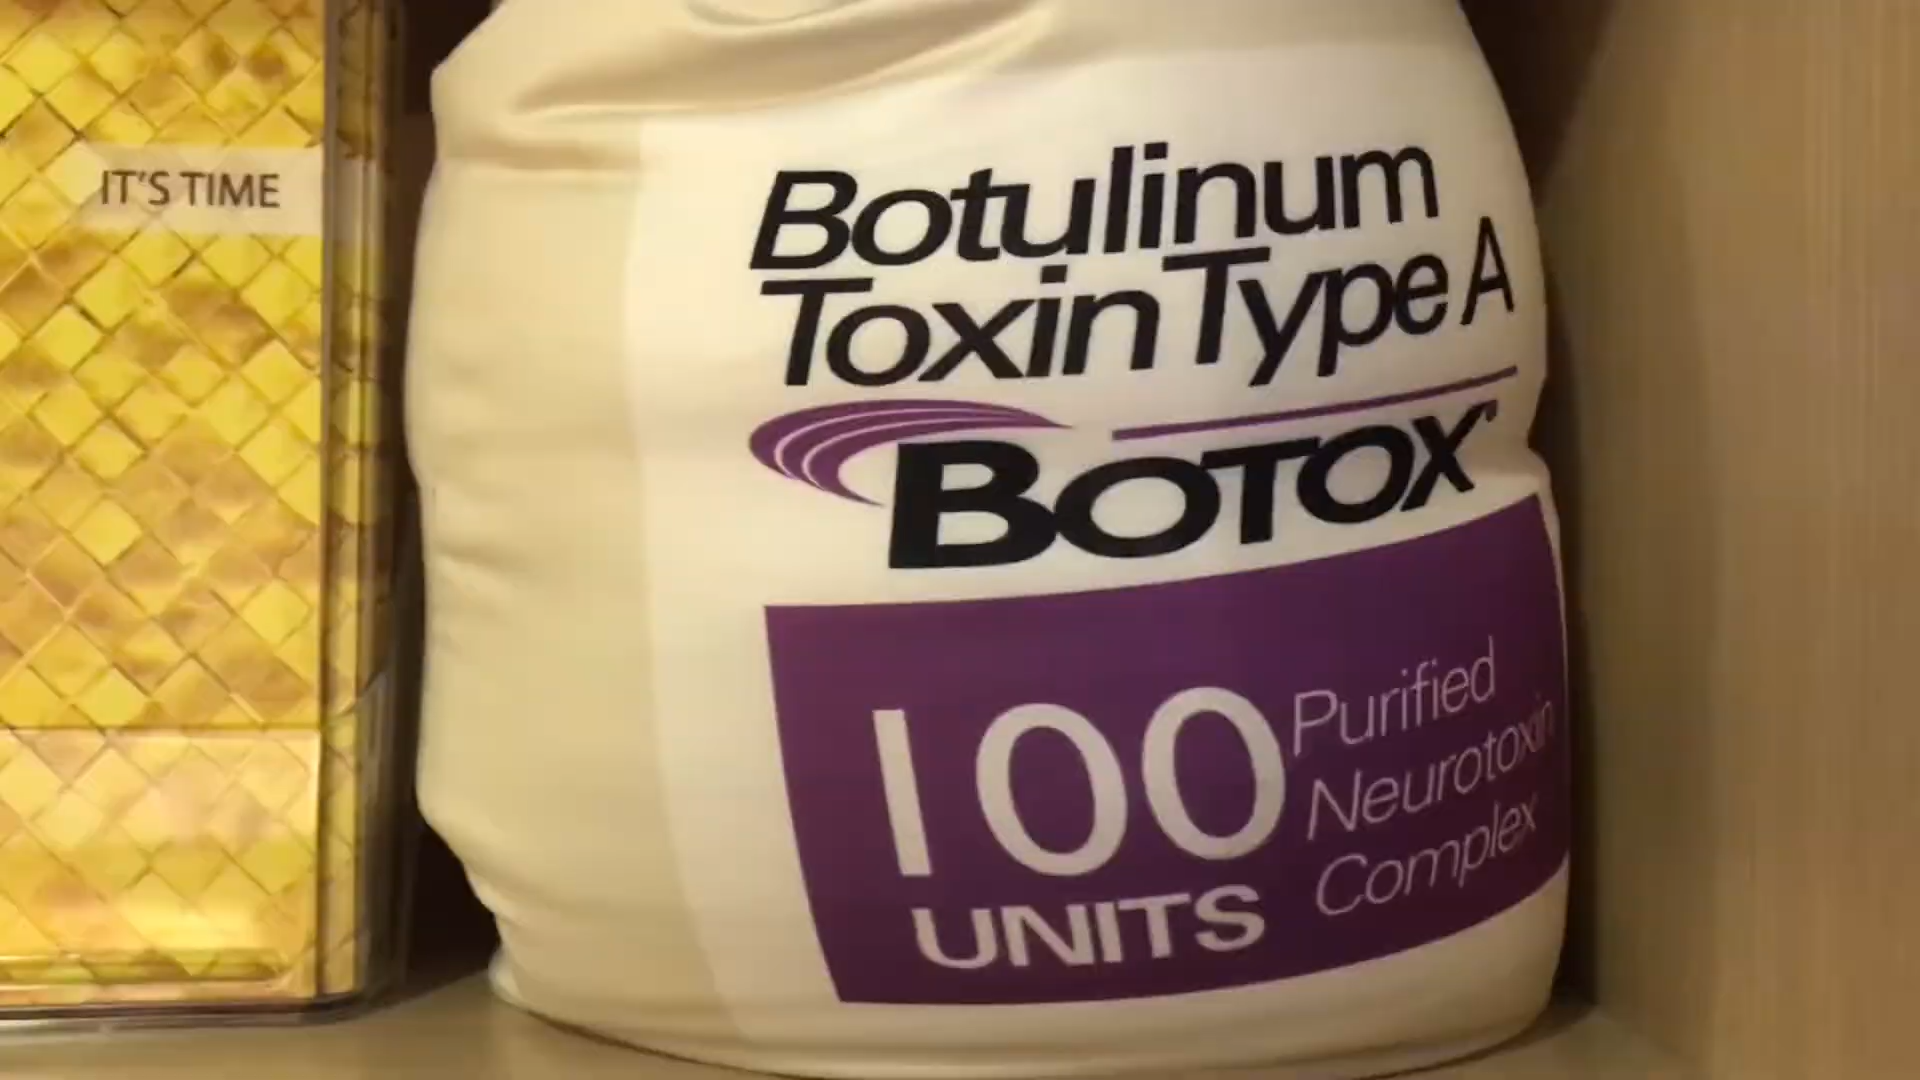 IT'S TIME
Botulinum
Toxin Type A
BOTOX
100
UNITS
Purified
Neurotoxin
Complex